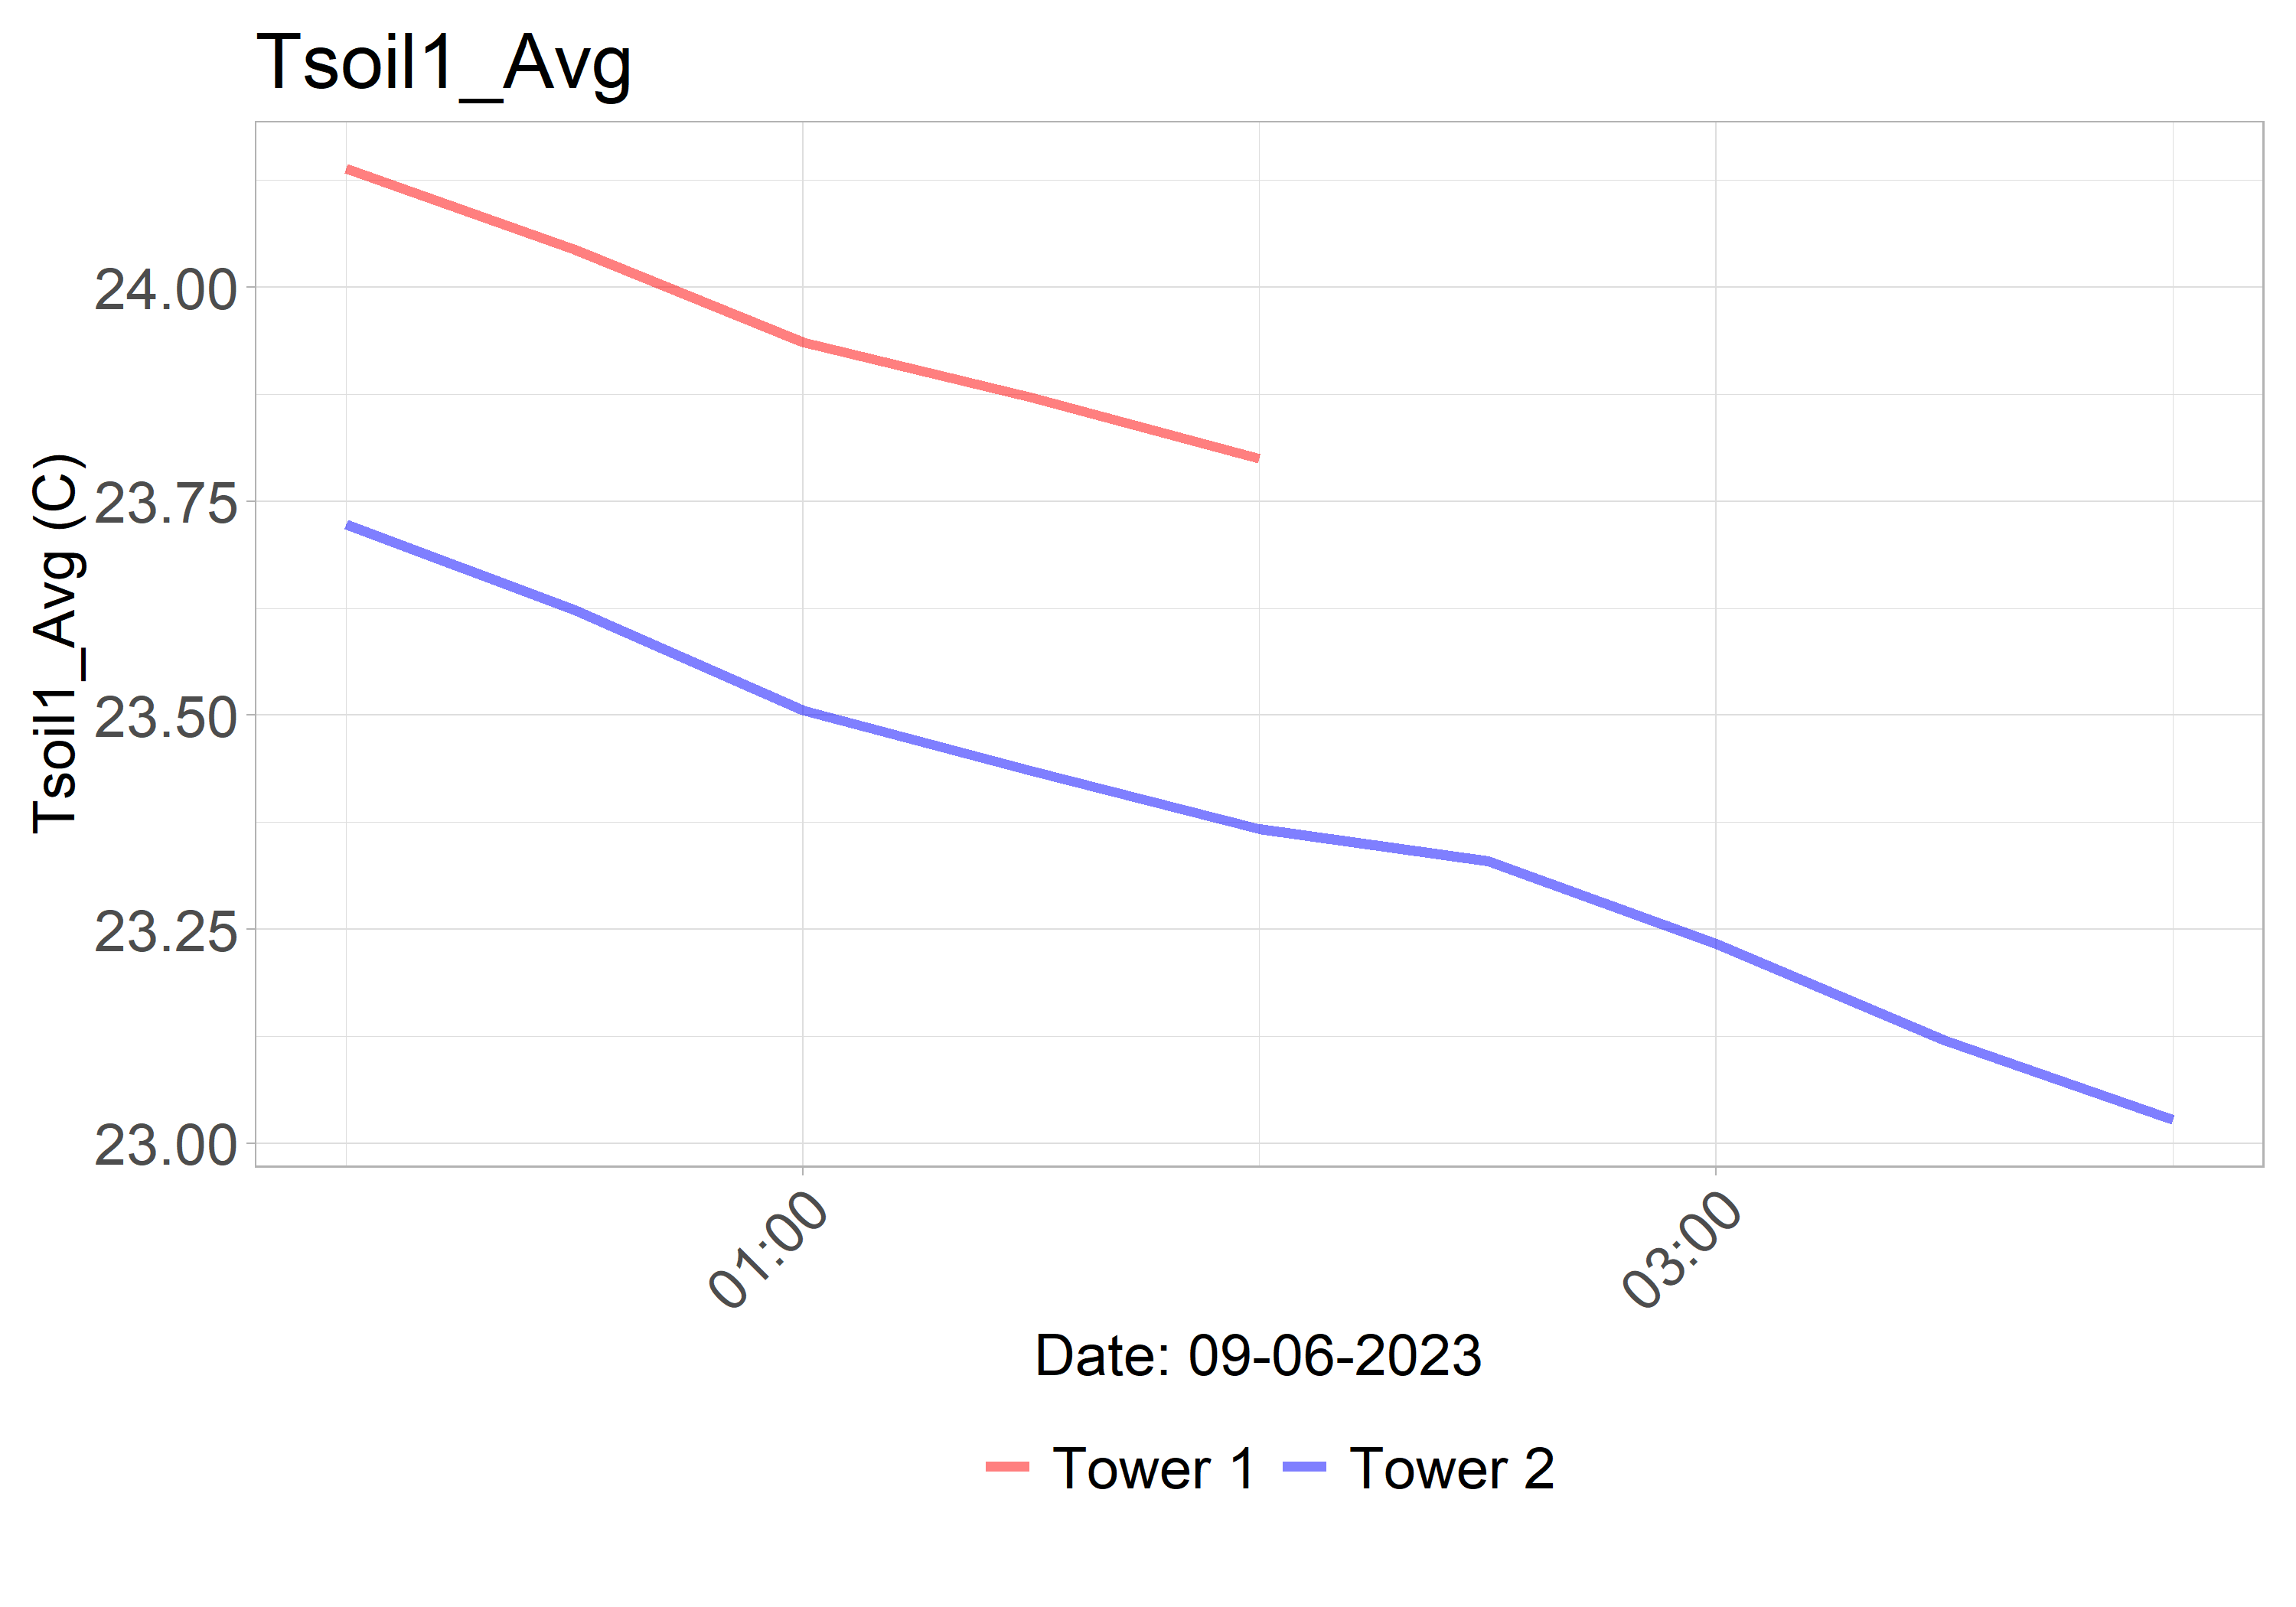 Tsoil1_Avg
Tsoil1_Avg (C)
24.00
23.75
23.50
23.25
23.00
01:00
03:00
Date: 09-06-2023
Tower 1
Tower 2